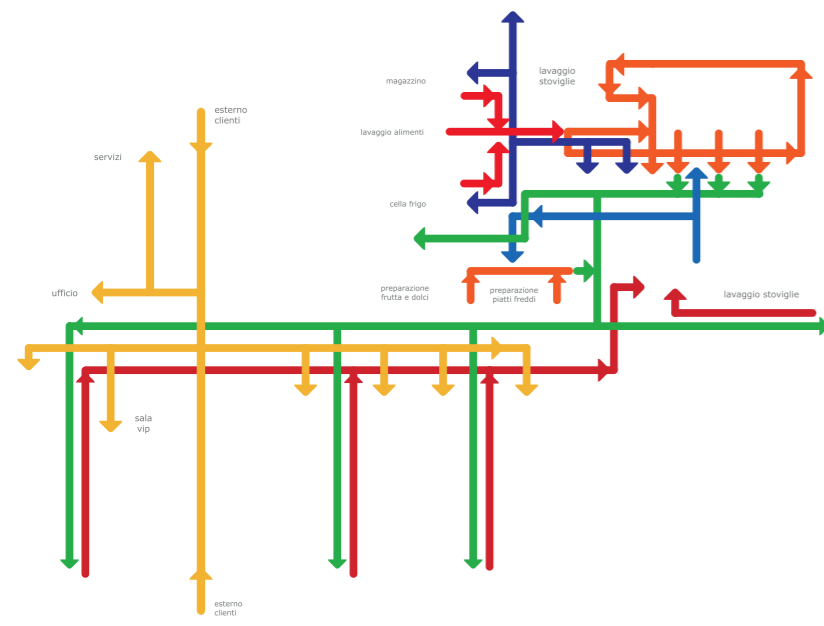 lavaggio
stoviglie
magazzino
esterno
clienti
lavaggio alimenti
servizi
cella frigo
preparazione
frutta e dolci
preparazione
piatti freddi
ufficio
lavaggio stoviglie
sala
vip
esterno
clienti